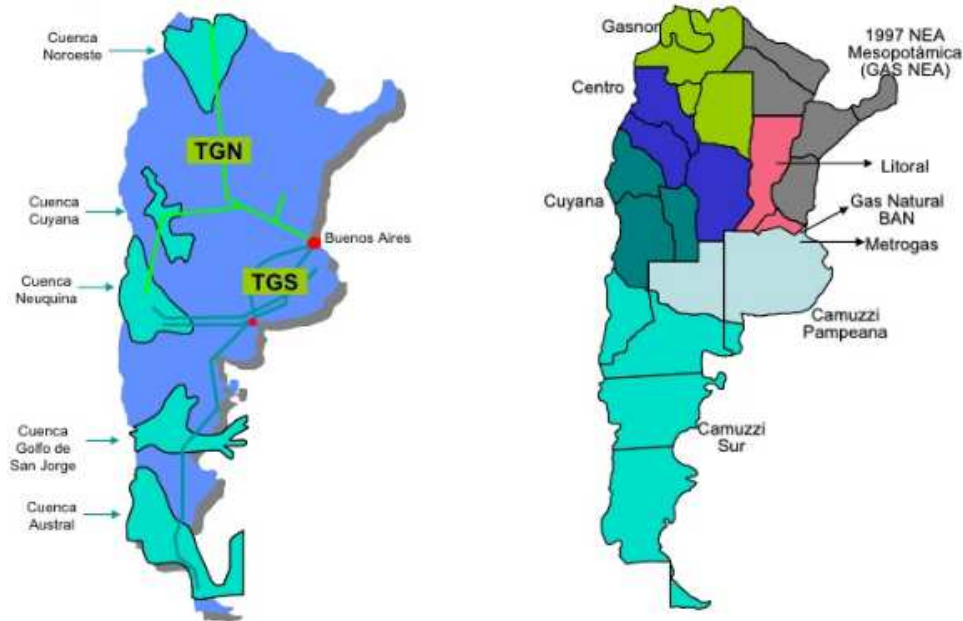 Cuenca
Noroeste
TGN
Cuenca
Cuyana
Buenos Aires
TGS
Cuenca
Neuquina
Cuenca
Golfo de
San Jorge
Cuenca
Austral
Gasnor
1997 NEA
Mesopotámica
(GAS NEA)
Centro
Litoral
Cuyana
Gas Natural
BAN
Metrogas
Camuzzi
Pampeana
Camuzzi
Sur